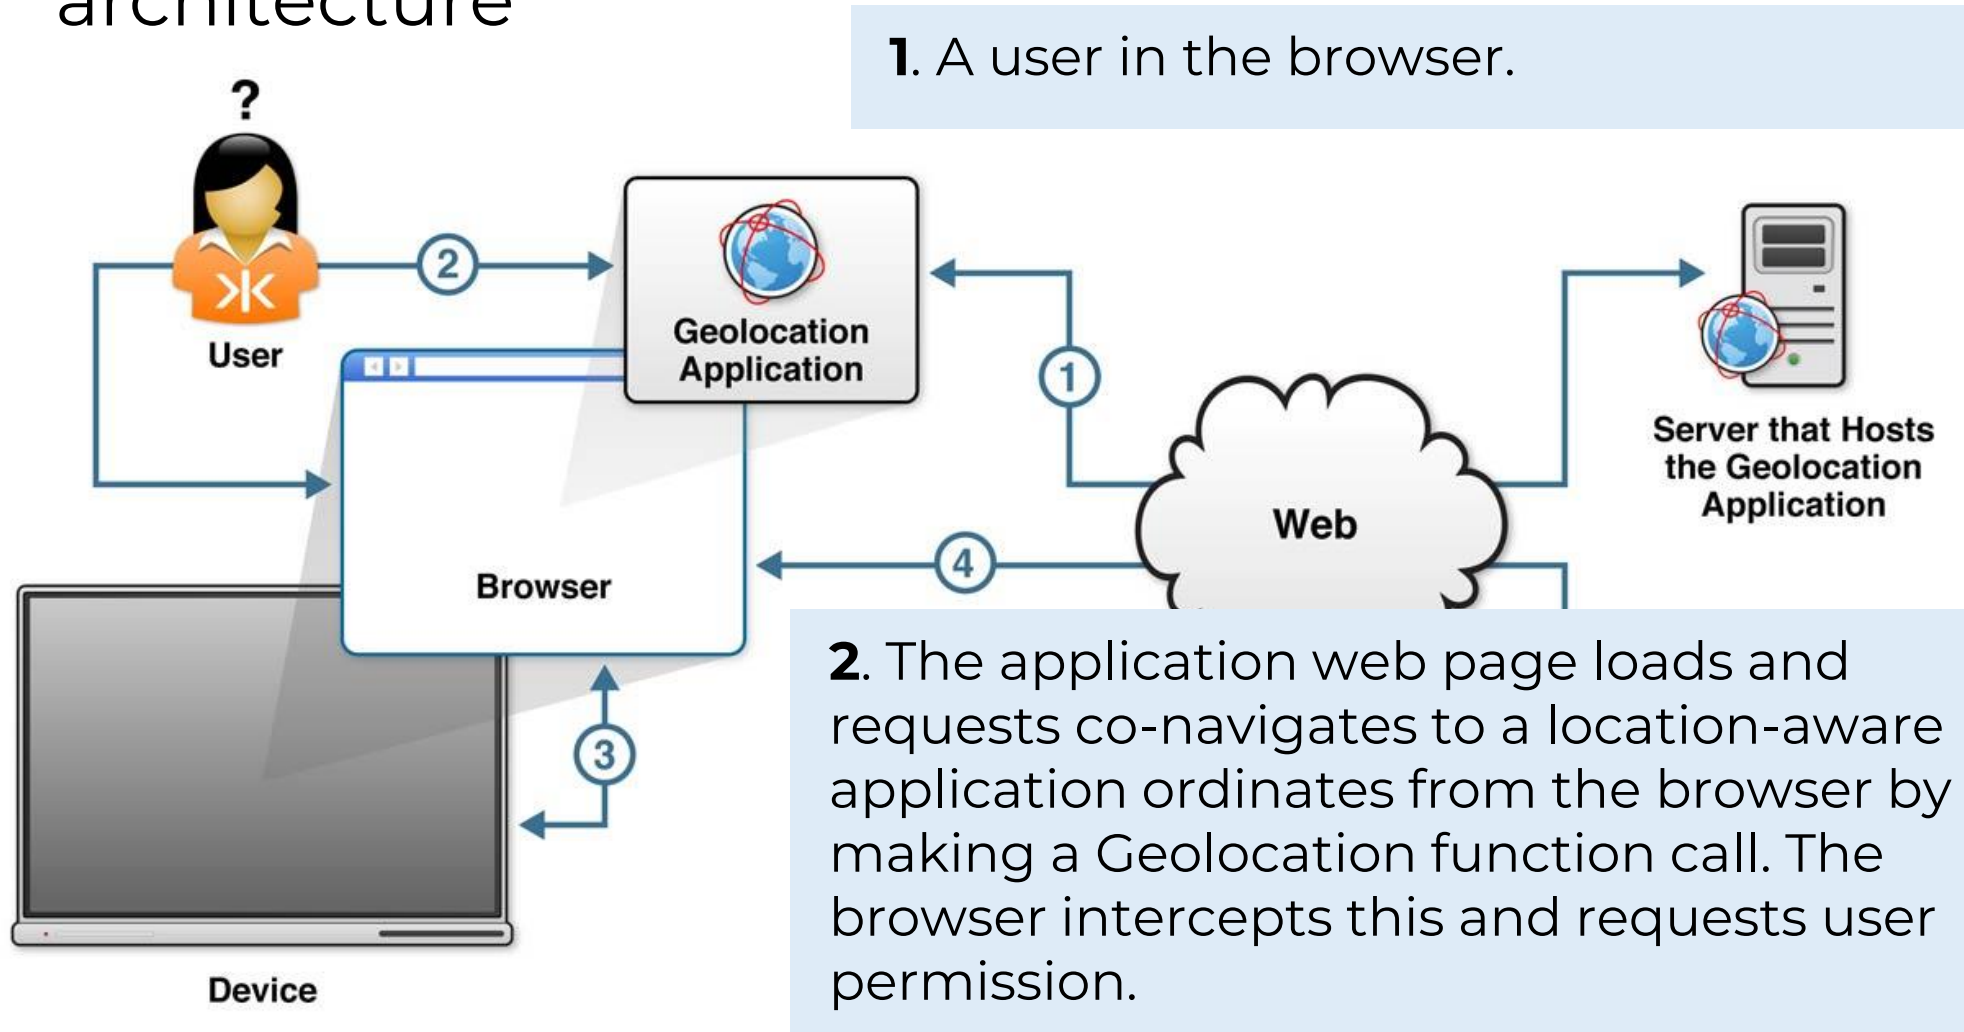 architecture
1. A user in the browser.
?
User
2
Geolocation
Application
1
Server that Hosts
the Geolocation
Application
Web
4
Browser
3
Device
2. The application web page loads and
requests co-navigates to a location-aware
application ordinates from the browser by
making a Geolocation function call. The
browser intercepts this and requests user
permission.